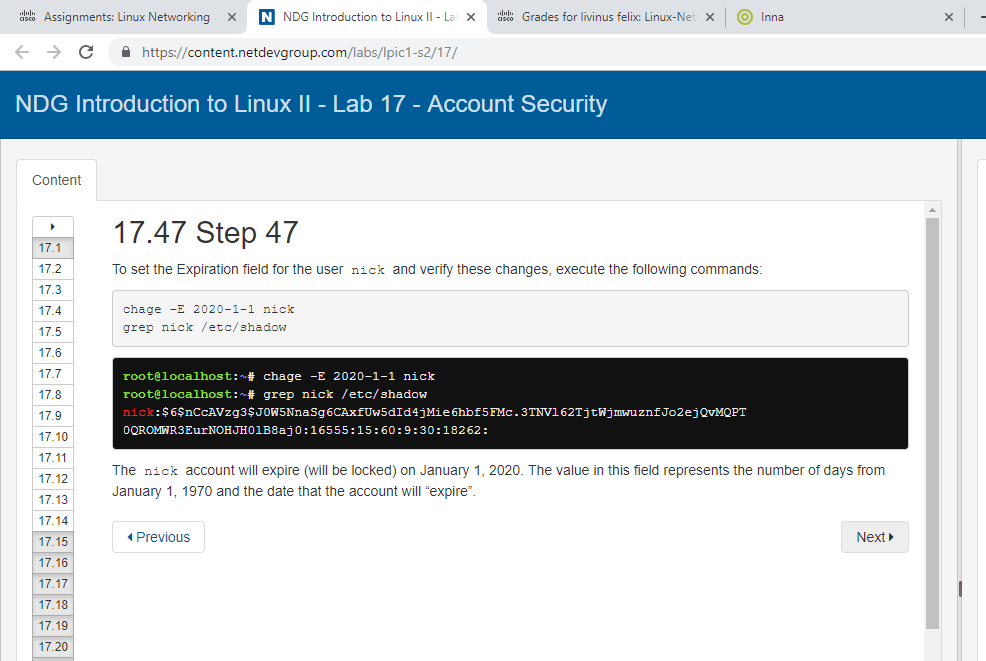 Assignments: Linux Networking
NDG Introduction to Linux II - La
Grades for livinus felix: Linux-Net
Inna
https://content.netdevgroup.com/labs/lpic1-s2/17/
NDG Introduction to Linux II - Lab 17 - Account Security
Content
17.1
17.2
17.3
17.4
17.5
17.6
17.7
17.8
17.9
17.10
17.11
17.12
17.13
17.14
17.15
17.16
17.17
17.18
17.19
17.20
17.47 Step 47
To set the Expiration field for the user nick and verify these changes, execute the following commands:
chage -E 2020-1-1 nick
grep nick /etc/shadow
root@localhost:~# chage -E 2020-1-1 nick
root@localhost:~# grep nick /etc/shadow
nick:$6$nCcAVzg3$J0W5NnaSg6CAxfUw5dId4jMie6hbf5FMc.3TNVl62TjtWjmwuznfJo2ejQvMQPT
0QROMWR3EurNOHJH0lB8aj0:16555:15:60:9:30:18262:
The nick account will expire (will be locked) on January 1, 2020. The value in this field represents the number of days from
January 1, 1970 and the date that the account will “expire”.
Previous
Next